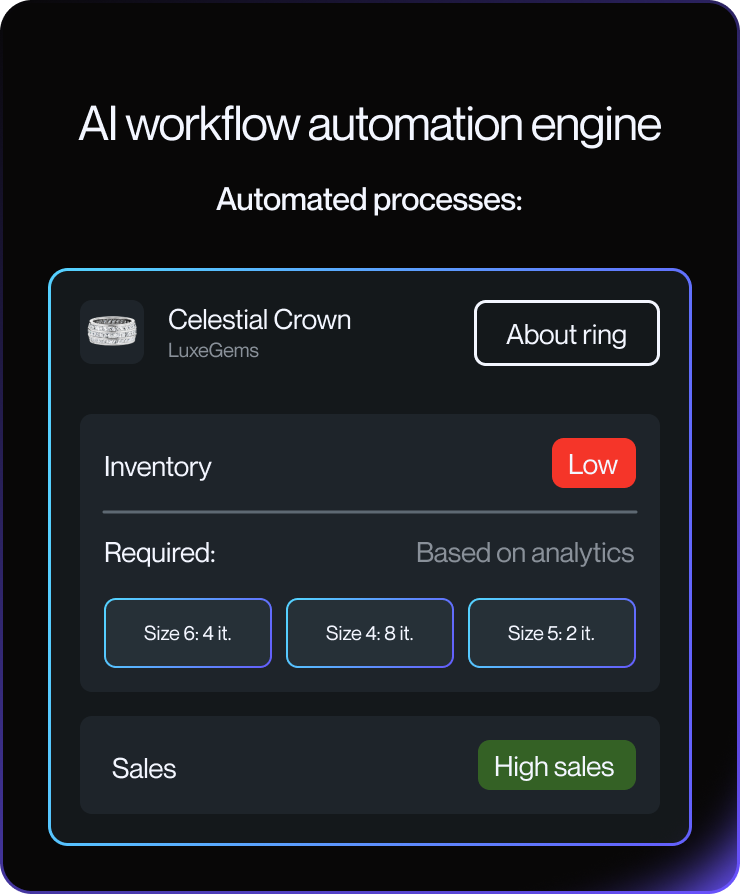 AI workflow automation engine
Automated processes:
Celestial Crown
LuxeGems
About ring
Inventory
Low
Required:
Based on analytics
Size 6: 4 it.
Size 4: 8 it.
Size 5: 2 it.
Sales
High sales